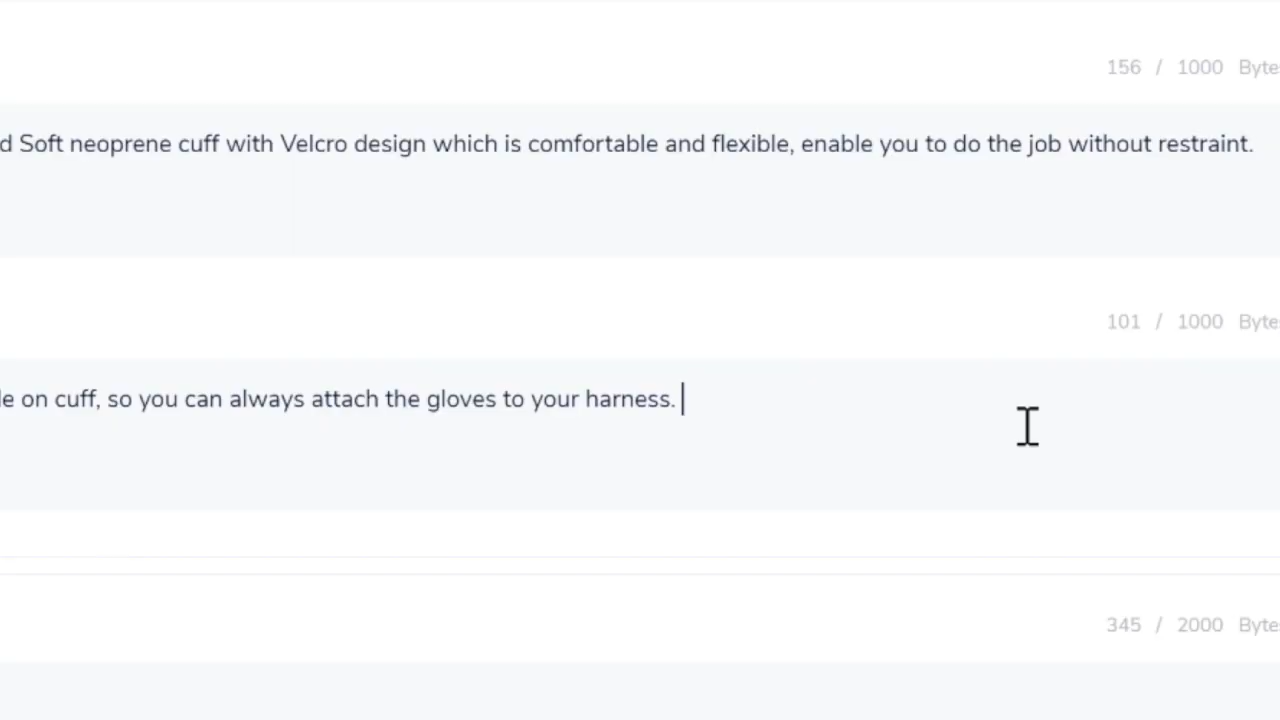 156 / 1000 Byte
d Soft neoprene cuff with Velcro design which is comfortable and flexible, enable you to do the job without restraint.
101 / 1000 Byte
le on cuff, so you can always attach the gloves to your harness.
345 / 2000 Byte